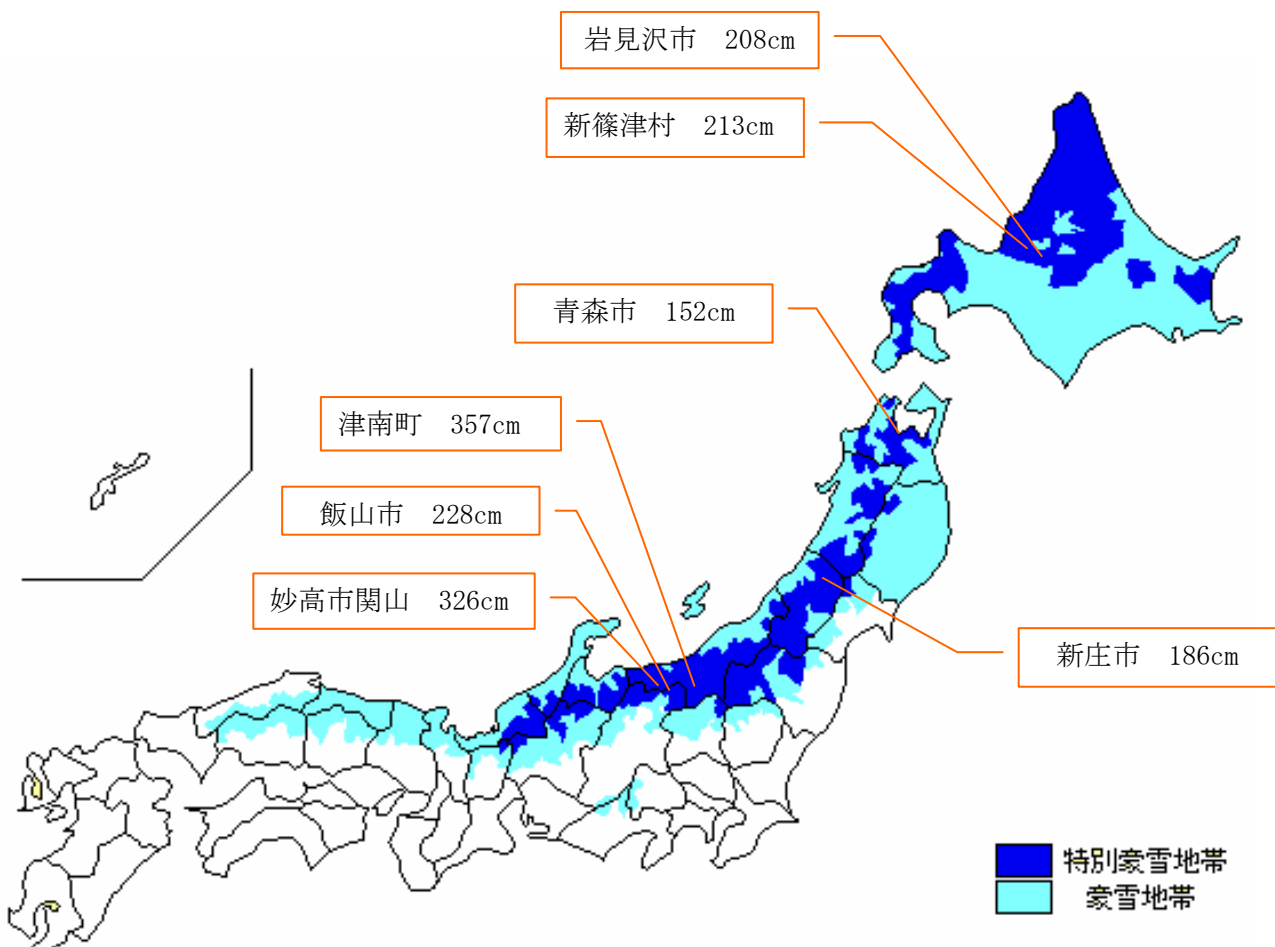 岩見沢市　208cm
新篠津村　213cm
青森市　152cm
津南町　357cm
飯山市　228cm
妙高市関山　326cm
新庄市　186cm
特別豪雪地帯
豪雪地帯